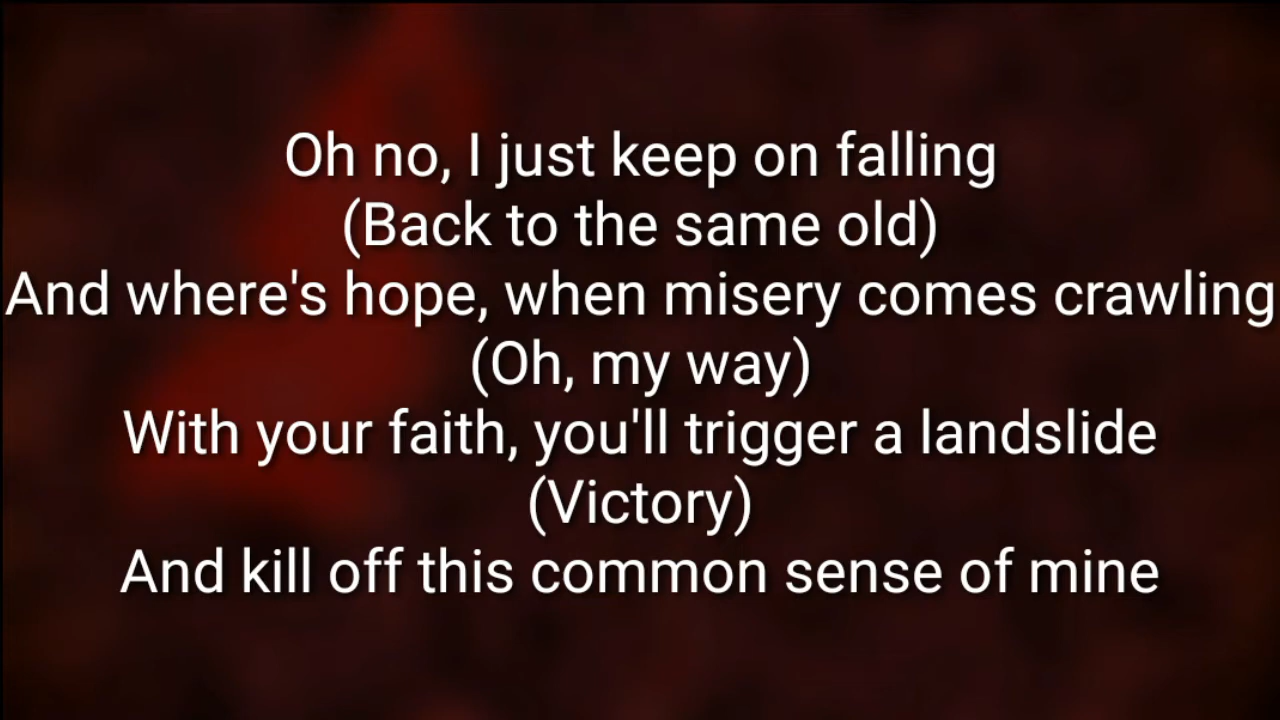 Oh no, I just keep on falling
(Back to the same old)
And where's hope, when misery comes crawling
(Oh, my way)
With your faith, you'll trigger a landslide
(Victory)
And kill off this common sense of mine